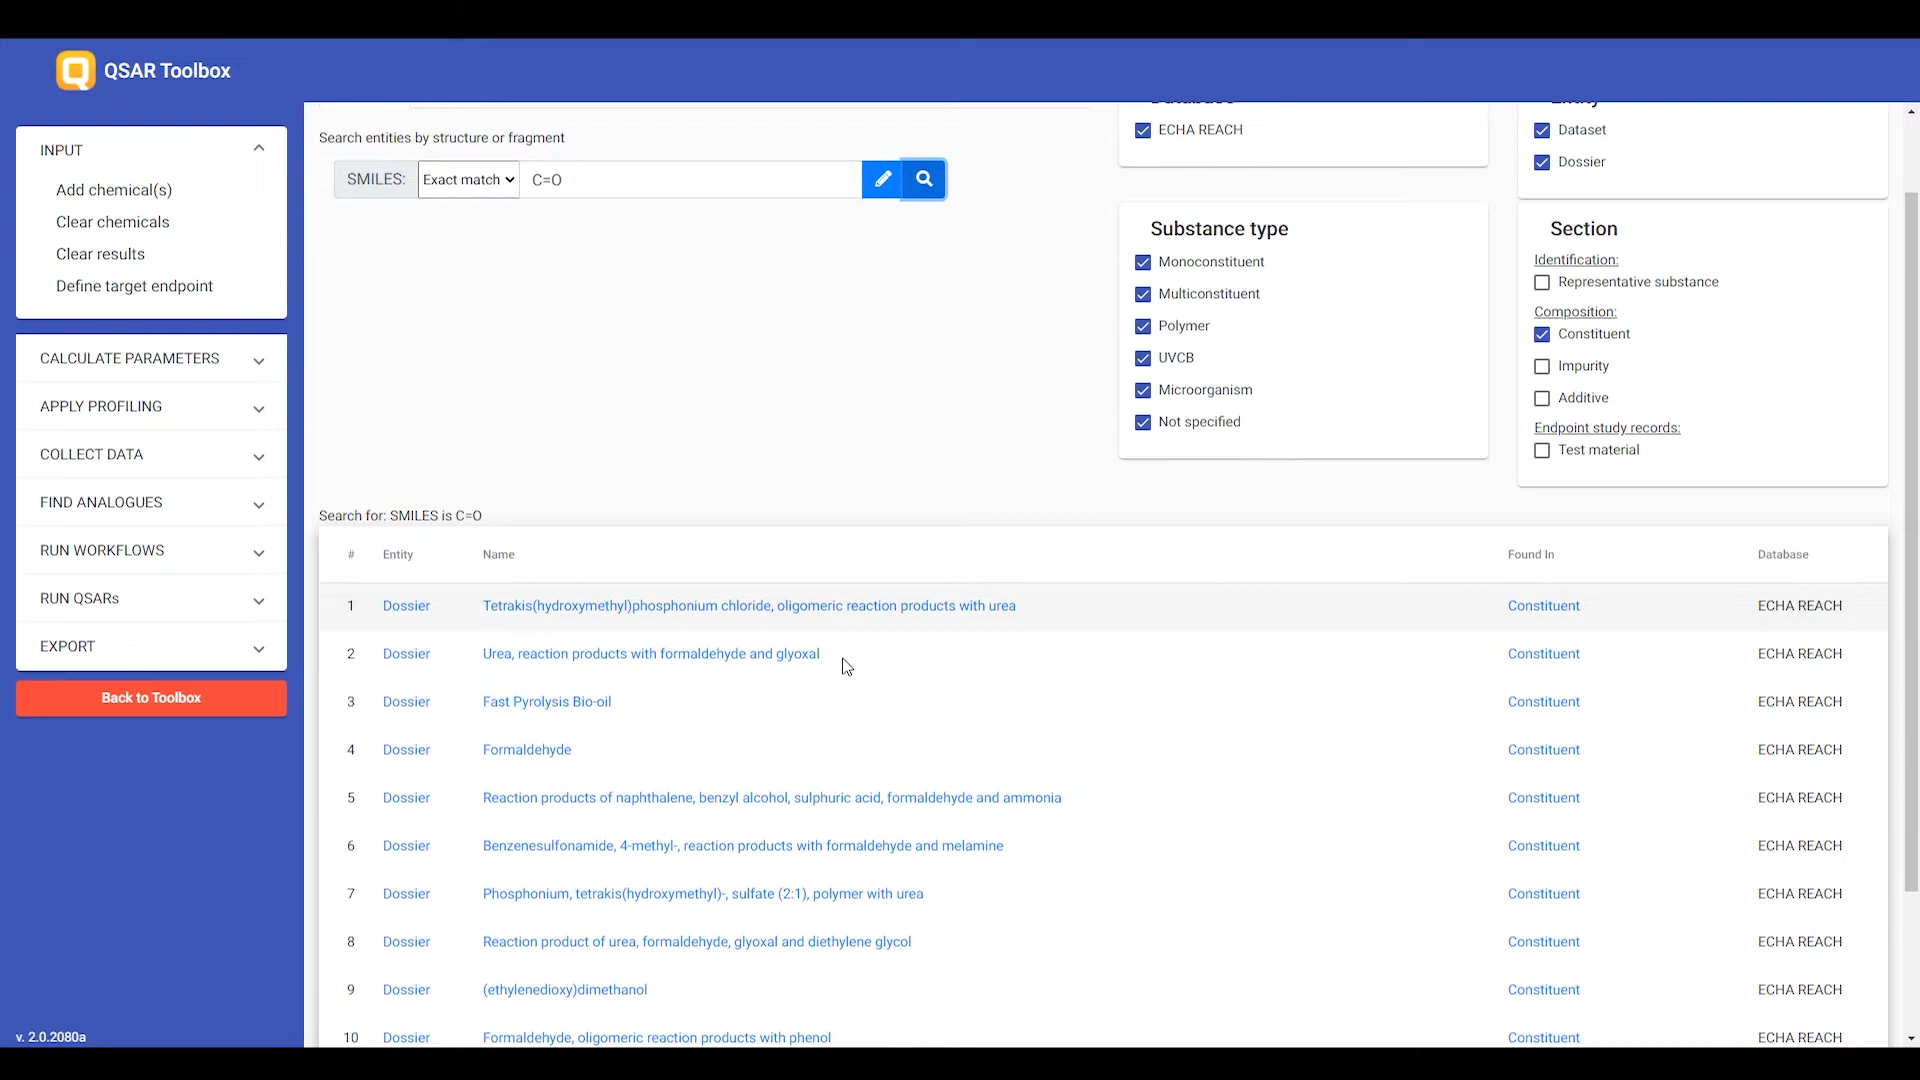 QSAR Toolbox
INPUT
Add chemical(s)
Clear chemicals
Clear results
Define target endpoint
CALCULATE PARAMETERS
APPLY PROFILING
COLLECT DATA
FIND ANALOGUES
RUN WORKFLOWS
RUN QSARs
EXPORT
Back to Toolbox
v. 2.0.2080a
Search entities by structure or fragment
SMILES: Exact match C=O
ECHA REACH
Dataset
Dossier
Substance type
Monoconstituent
Multiconstituent
Polymer
UVCB
Microorganism
Not specified
Section
Identification:
Representative substance
Composition:
Constituent
Impurity
Additive
Endpoint study records:
Test material
Search for: SMILES is C=O
# Entity Name Found In Database
1 Dossier Tetrakis(hydroxymethyl)phosphonium chloride, oligomeric reaction products with urea Constituent ECHA REACH
2 Dossier Urea, reaction products with formaldehyde and glyoxal Constituent ECHA REACH
3 Dossier Fast Pyrolysis Bio-oil Constituent ECHA REACH
4 Dossier Formaldehyde Constituent ECHA REACH
5 Dossier Reaction products of naphthalene, benzyl alcohol, sulphuric acid, formaldehyde and ammonia Constituent ECHA REACH
6 Dossier Benzenesulfonamide, 4-methyl-, reaction products with formaldehyde and melamine Constituent ECHA REACH
7 Dossier Phosphonium, tetrakis(hydroxymethyl)-, sulfate (2:1), polymer with urea Constituent ECHA REACH
8 Dossier Reaction product of urea, formaldehyde, glyoxal and diethylene glycol Constituent ECHA REACH
9 Dossier (ethylenedioxy)dimethanol Constituent ECHA REACH
10 Dossier Formaldehyde, oligomeric reaction products with phenol Constituent ECHA REACH